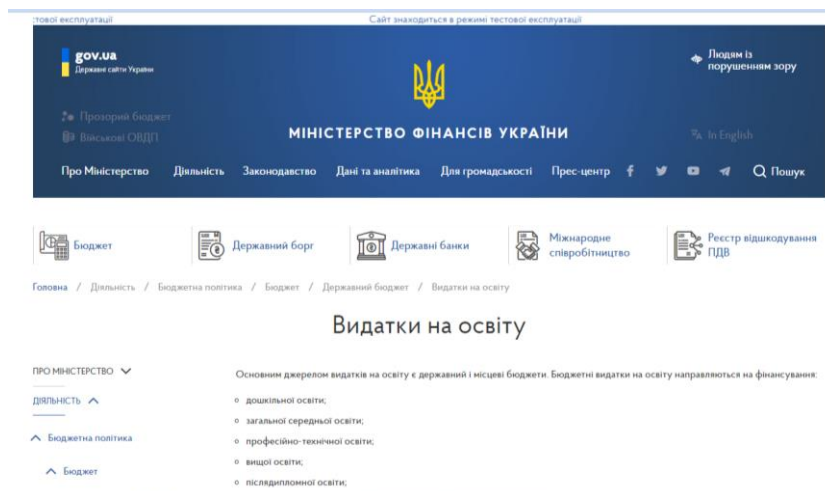 тової експлуатації
Сайт знаходиться в режимі тестової експлуатації
gov.ua
Державні сайти України
Людям із
порушенням зору
Прозорий бюджет
Військові ОВДП
МІНІСТЕРСТВО ФІНАНСІВ УКРАЇНИ
In English
Про Міністерство Діяльність Законодавство Дані та аналітика Для громадськості Прес-центр Пошук
Бюджет
Державний борг
Державні банки
Міжнародне
співробітництво
Реєстр відшкодування
ПДВ
Головна / Діяльність / Бюджетна політика / Бюджет / Державний бюджет / Видатки на освіту
Видатки на освіту
ПРО МІНІСТЕРСТВО
ДІЯЛЬНІСТЬ
Бюджетна політика
Бюджет
Основним джерелом видатків на освіту є державний і місцеві бюджети. Бюджетні видатки на освіту направляються на фінансування:
дошкільної освіти;
загальної середньої освіти;
професійно-технічної освіти;
вищої освіти;
післядипломної освіти;